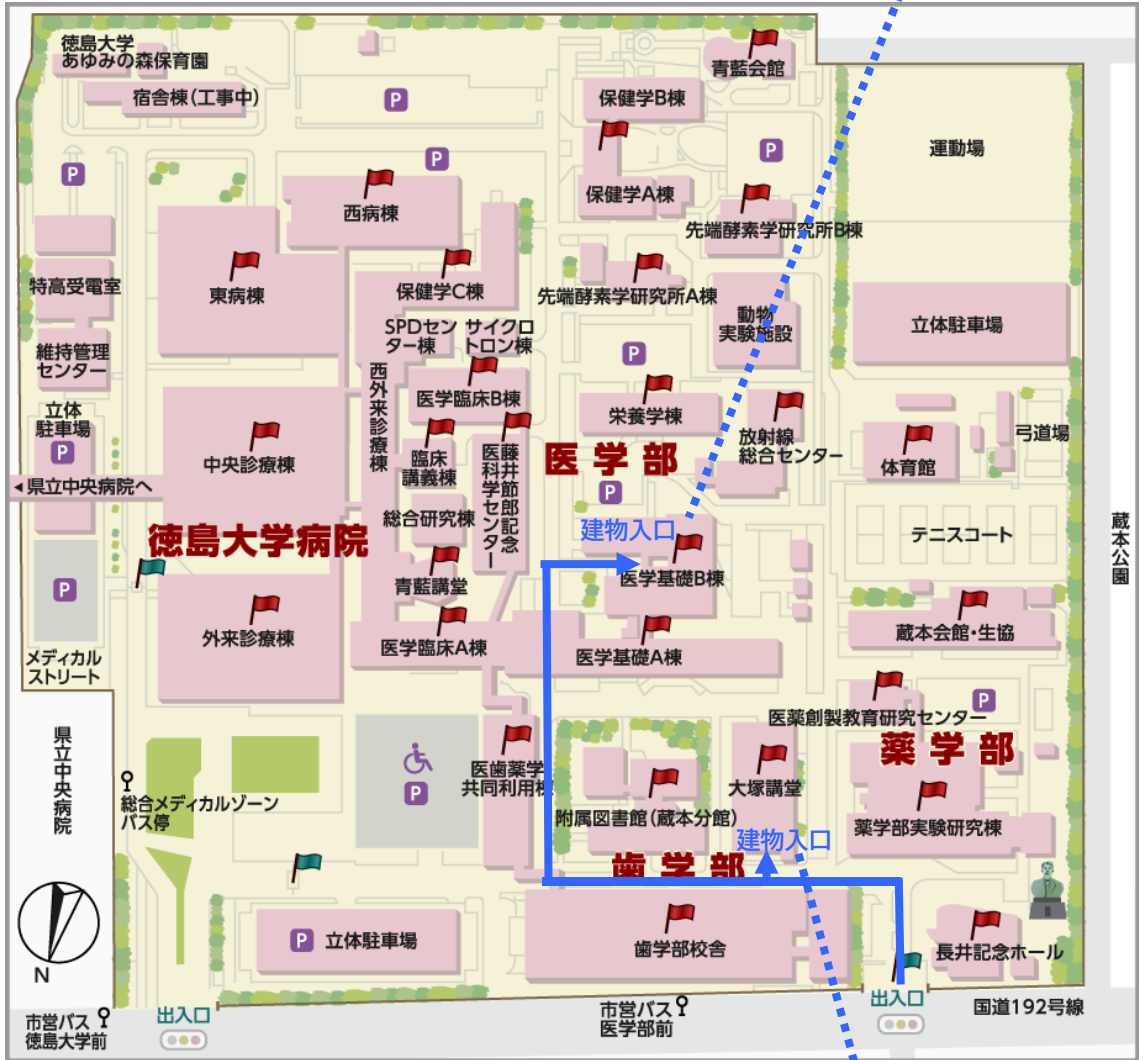 徳島大学
あゆみの森保育園
宿舎棟(工事中)
P
P
P
青藍会館
保健学B棟
P
保健学A棟
運動場
西病棟
先端酵素学研究所B棟
特高受電室
東病棟
保健学C棟
先端酵素学研究所A棟
動物
実験施設
立体駐車場
SPDセン
ター棟
サイクロ
トロン棟
維持管理
センター
P
西外来診療棟
医学臨床B棟
栄養学棟
立体
駐車場
P
中央診療棟
臨床
講義棟
藤井節郎記念
医科学センター
医学部
放射線
総合センター
体育館
弓道場
県立中央病院へ
P
総合研究棟
建物入口
テニスコート
徳島大学病院
蔵本公園
P
青藍講堂
医学基礎B棟
外来診療棟
医学臨床A棟
医学基礎A棟
蔵本会館・生協
メディカル
ストリート
県立中央病院
医薬創製教育研究センター
P
薬学部
P
医歯薬学
共同利用棟
大塚講堂
総合メディカルゾーン
バス停
附属図書館(蔵本分館)
薬学部実験研究棟
建物入口
歯学部
N
P
立体駐車場
歯学部校舎
長井記念ホール
市営バス
徳島大学前
出入口
市営バス
医学部前
出入口
国道192号線